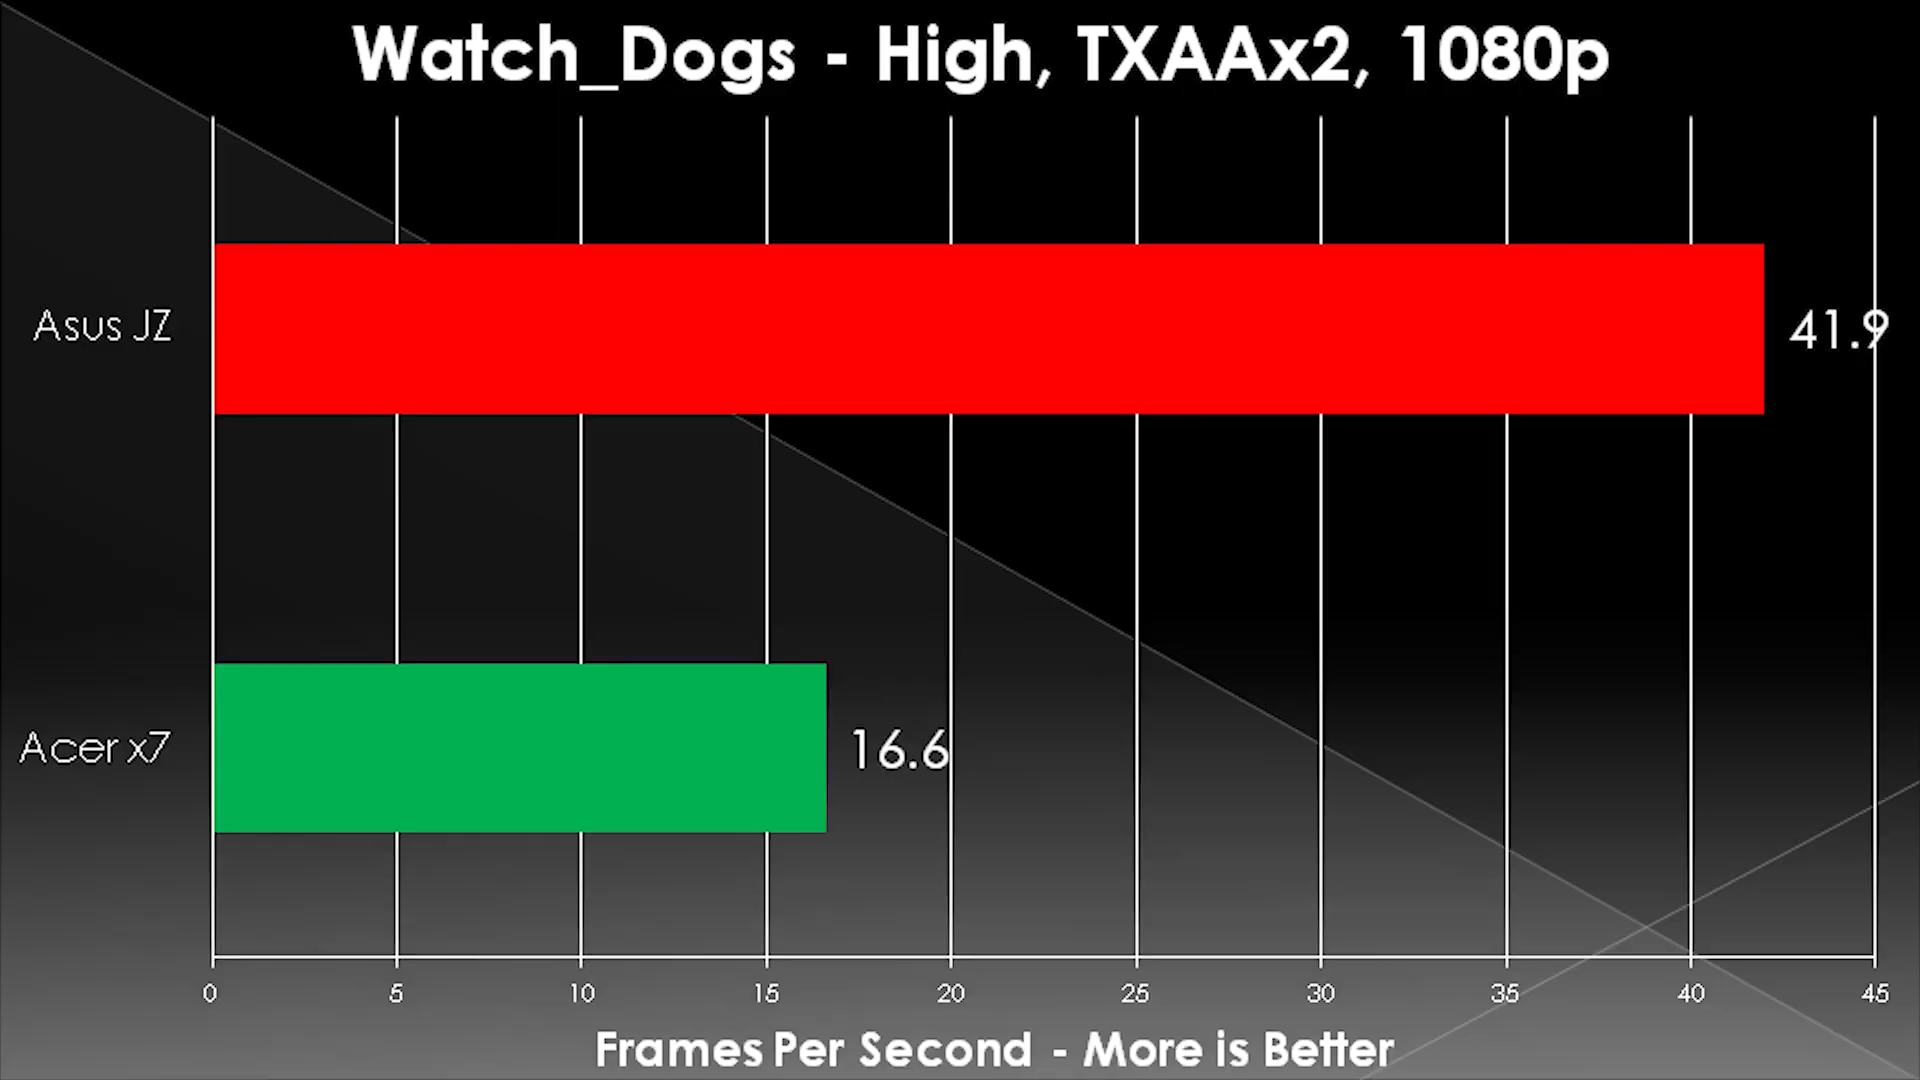 Watch_Dogs - High, TXAAx2, 1080p
Asus JZ
41.9
Acer x7
16.6
0 5 10 15 20 25 30 35 40 45
Frames Per Second - More is Better